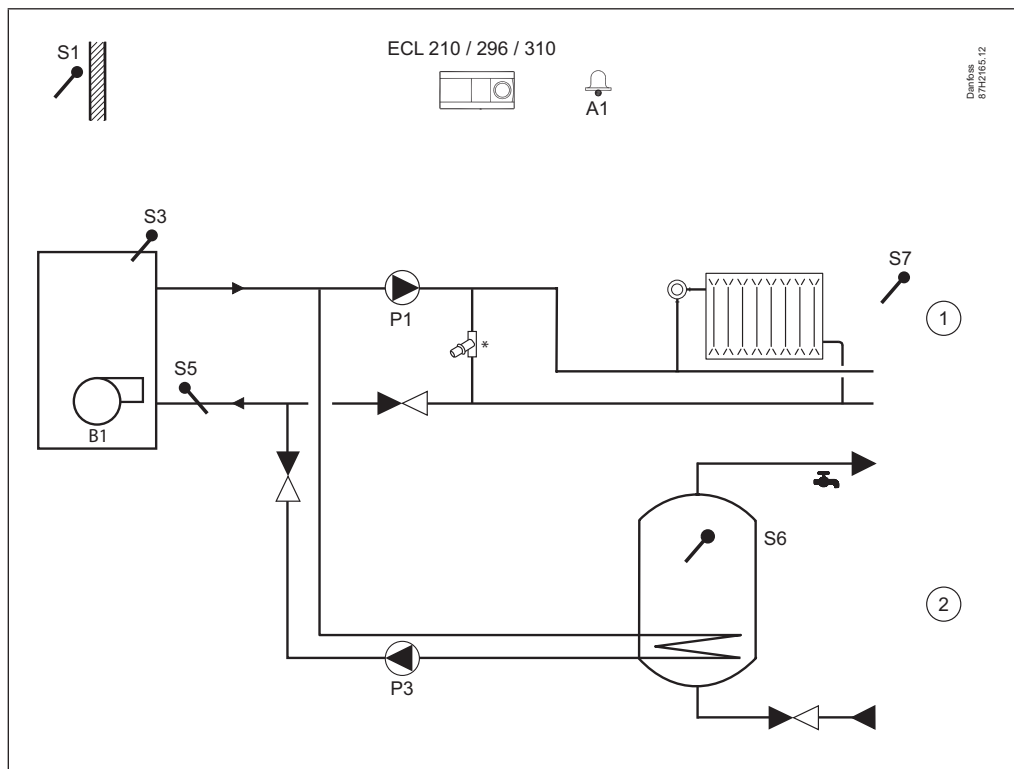 S1
ECL 210 / 296 / 310
A1
Danfoss
87H2165.12
S3
S7
P1
*
1
S5
B1
S6
2
P3